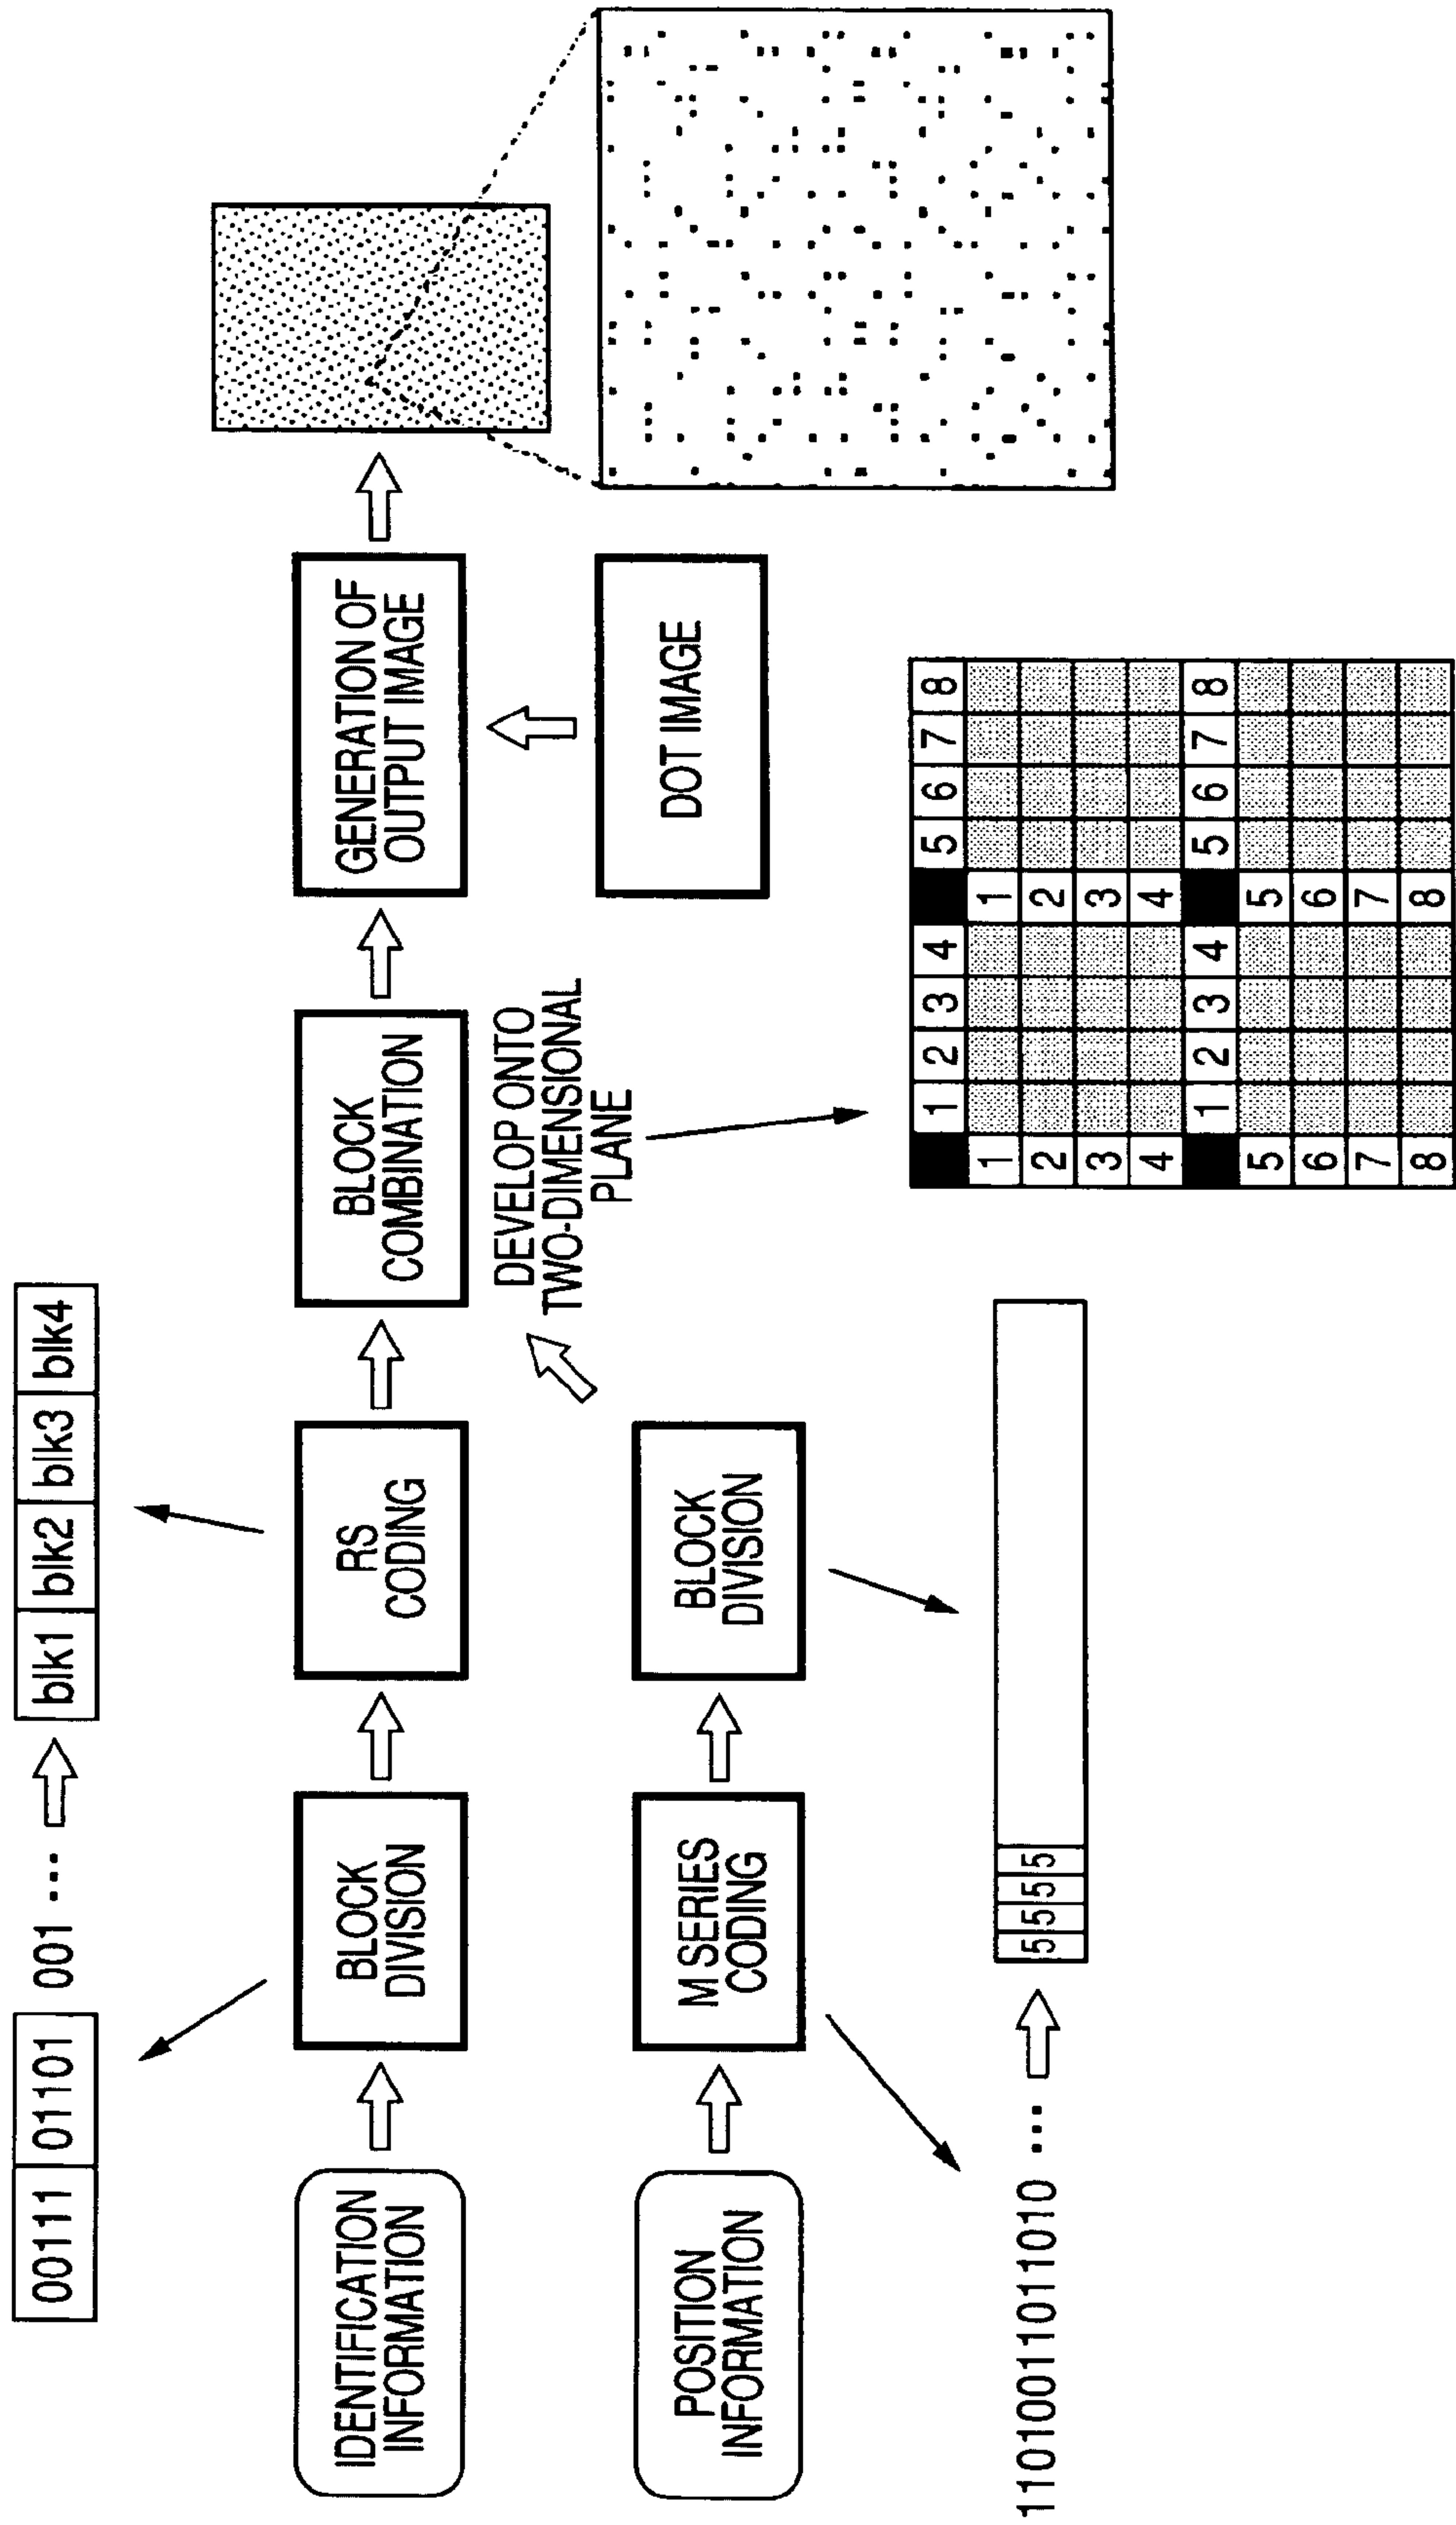 00111 01101 001 ...
blk1 blk2 blk3 blk4
IDENTIFICATION
INFORMATION
BLOCK
DIVISION
RS
CODING
BLOCK
COMBINATION
GENERATION OF
OUTPUT IMAGE
DEVELOP ONTO
TWO-DIMENSIONAL
PLANE
DOT IMAGE
POSITION
INFORMATION
M SERIES
CODING
BLOCK
DIVISION
11010011011010 ...
5 5 5 5
1 2 3 4 5 6 7 8
1 1
2 2
3 3
4 4
1 2 3 4 5 6 7 8
5 5
6 6
7 7
8 8